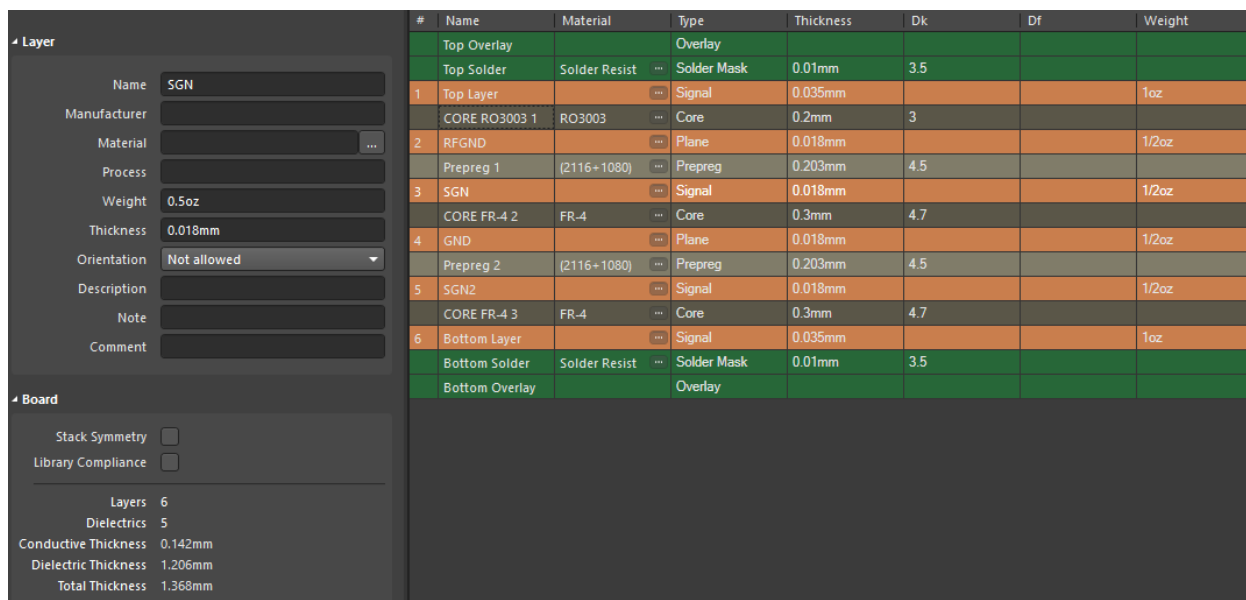 Layer
Name SGN
Manufacturer
Material ...
Process
Weight 0.5oz
Thickness 0.018mm
Orientation Not allowed
Description
Note
Comment
Board
Stack Symmetry
Library Compliance
Layers 6
Dielectrics 5
Conductive Thickness 0.142mm
Dielectric Thickness 1.206mm
Total Thickness 1.368mm
# Name Material Type Thickness Dk Df Weight
Top Overlay Overlay
Top Solder Solder Resist ... Solder Mask 0.01mm 3.5
1 Top Layer ... Signal 0.035mm 1oz
CORE RO3003 1 RO3003 ... Core 0.2mm 3
2 RFGND ... Plane 0.018mm 1/2oz
Prepreg 1 (2116+1080) ... Prepreg 0.203mm 4.5
3 SGN ... Signal 0.018mm 1/2oz
CORE FR-4 2 FR-4 ... Core 0.3mm 4.7
4 GND ... Plane 0.018mm 1/2oz
Prepreg 2 (2116+1080) ... Prepreg 0.203mm 4.5
5 SGN2 ... Signal 0.018mm 1/2oz
CORE FR-4 3 FR-4 ... Core 0.3mm 4.7
6 Bottom Layer ... Signal 0.035mm 1oz
Bottom Solder Solder Resist ... Solder Mask 0.01mm 3.5
Bottom Overlay Overlay